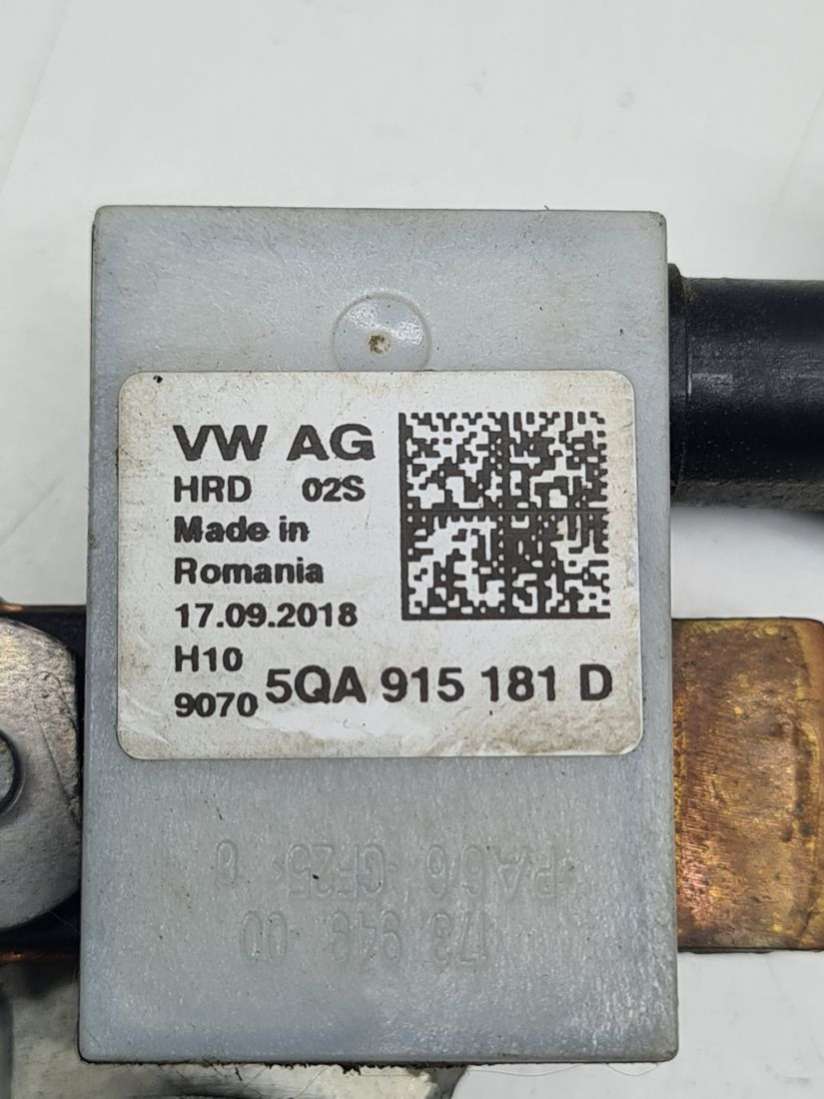 VW AG
HRD 02S
Made in
Romania
17.09.2018
H10
9070 5QA 915 181 D